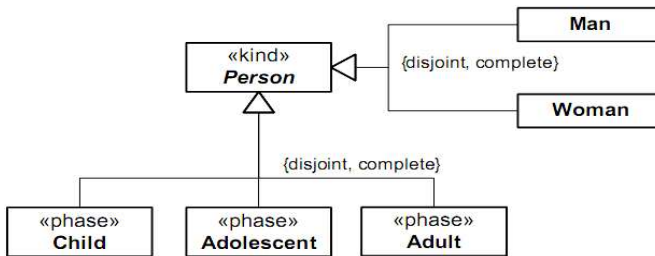 Man
«kind»
Person
{disjoint, complete}
Woman
{disjoint, complete}
«phase»
Child
«phase»
Adolescent
«phase»
Adult